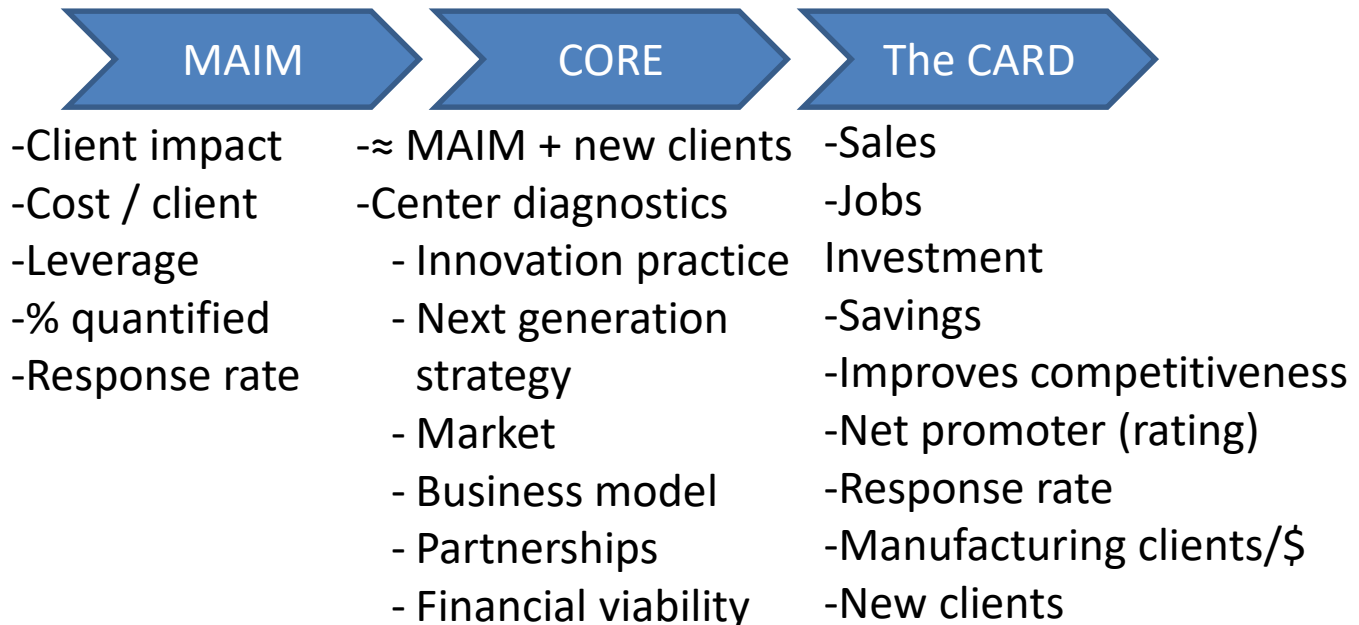 MAIM
-Client impact
-Cost / client
-Leverage
-% quantified
-Response rate
CORE
-≈ MAIM + new clients
-Center diagnostics
- Innovation practice
- Next generation
strategy
- Market
- Business model
- Partnerships
- Financial viability
The CARD
-Sales
-Jobs
Investment
-Savings
-Improves competitiveness
-Net promoter (rating)
-Response rate
-Manufacturing clients/$
-New clients